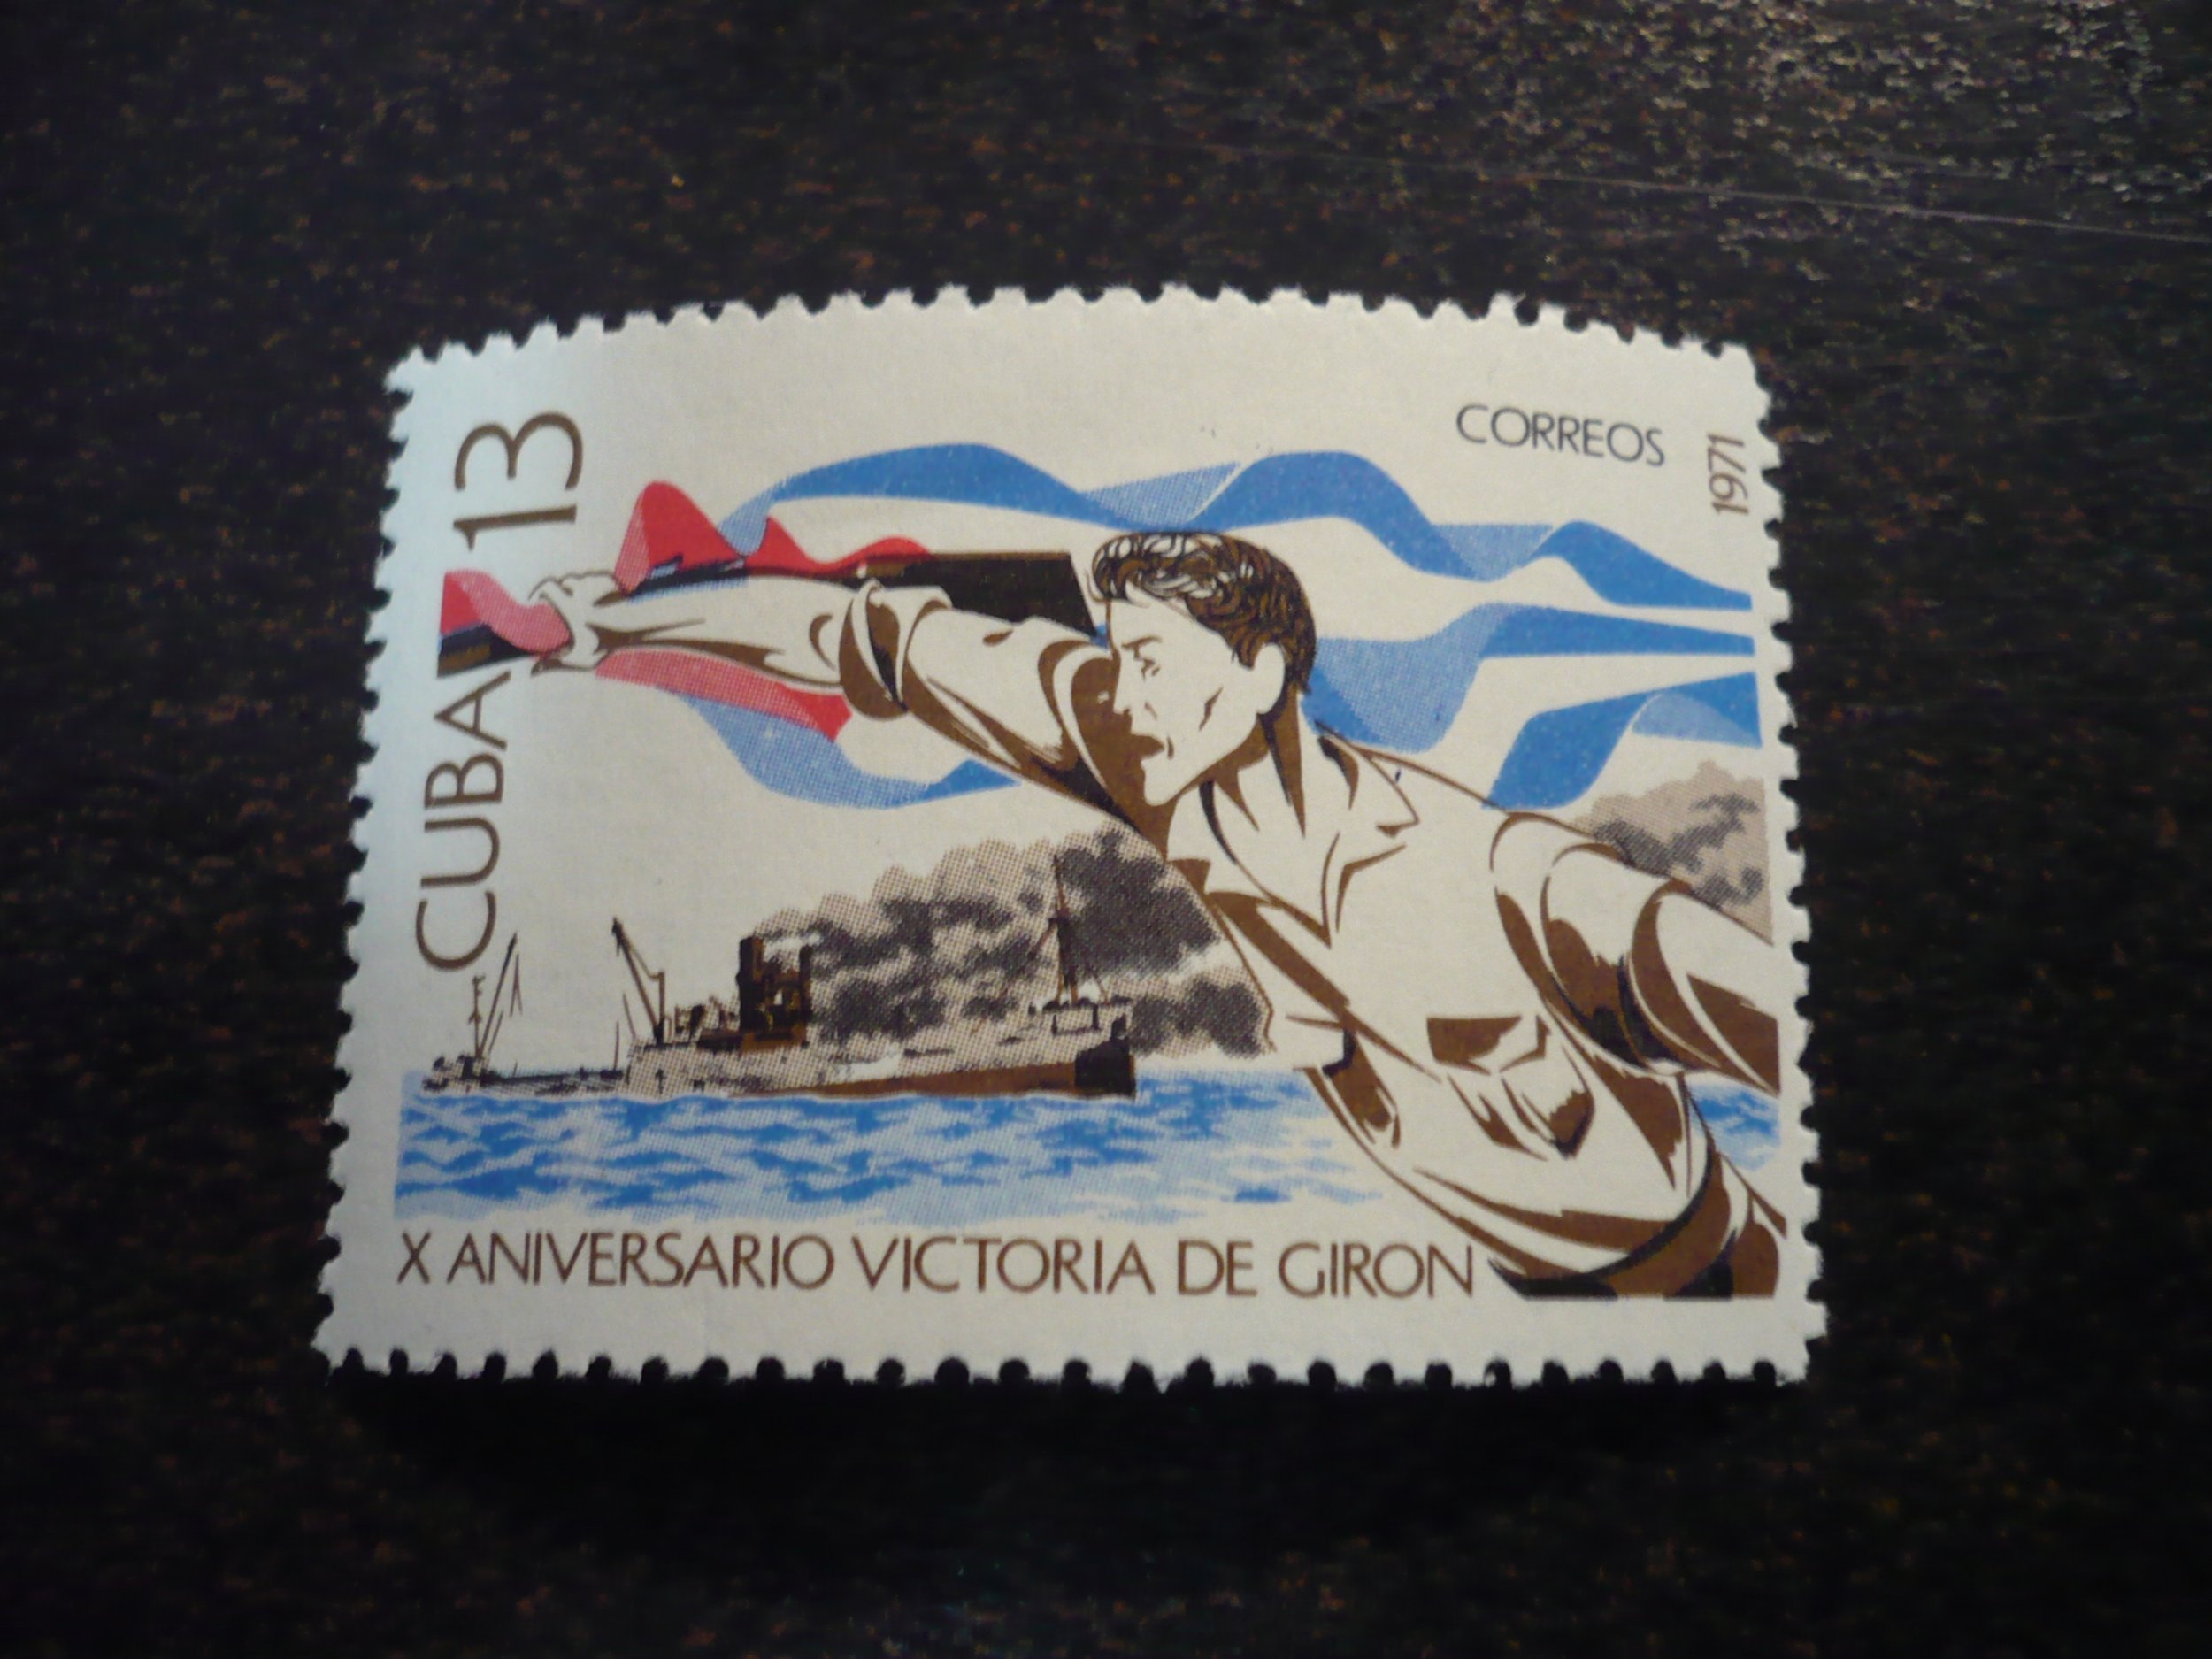 CORREOS
1971
CUBA 13
X ANIVERSARIO VICTORIA DE GIRON